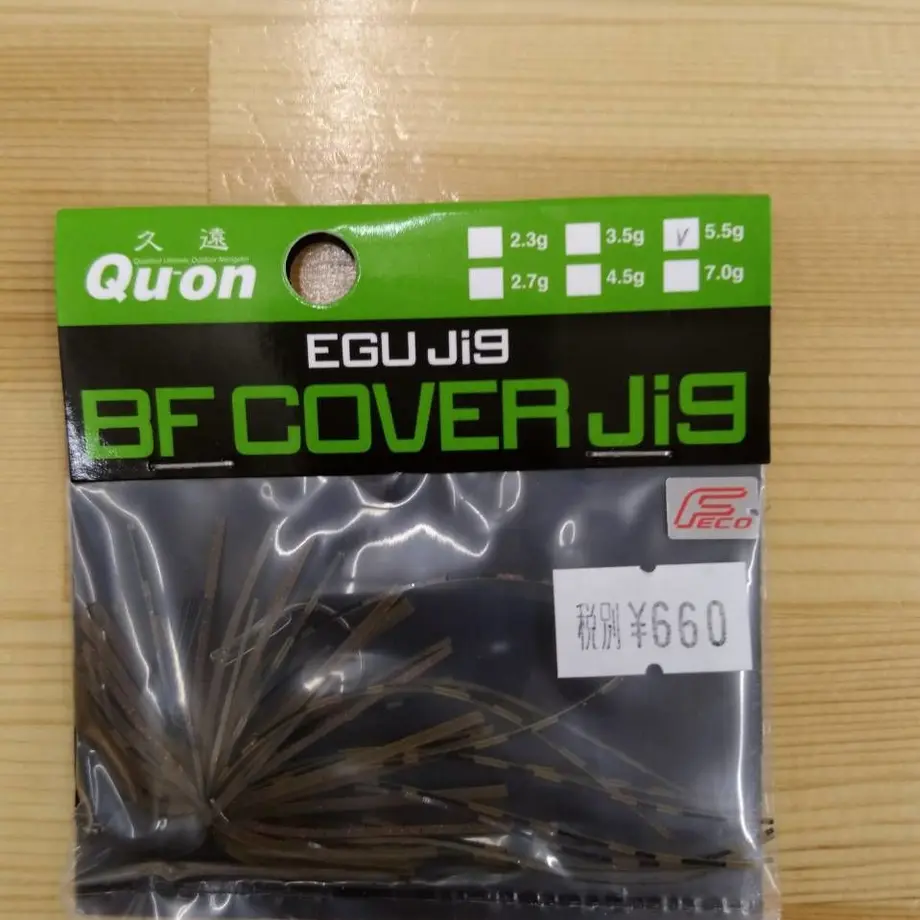 久遠
Qu-on
2.3g 3.5g 5.5g
2.7g 4.5g 7.0g
EGU Jig
BF COVER Jig
FECO
税別 ¥660